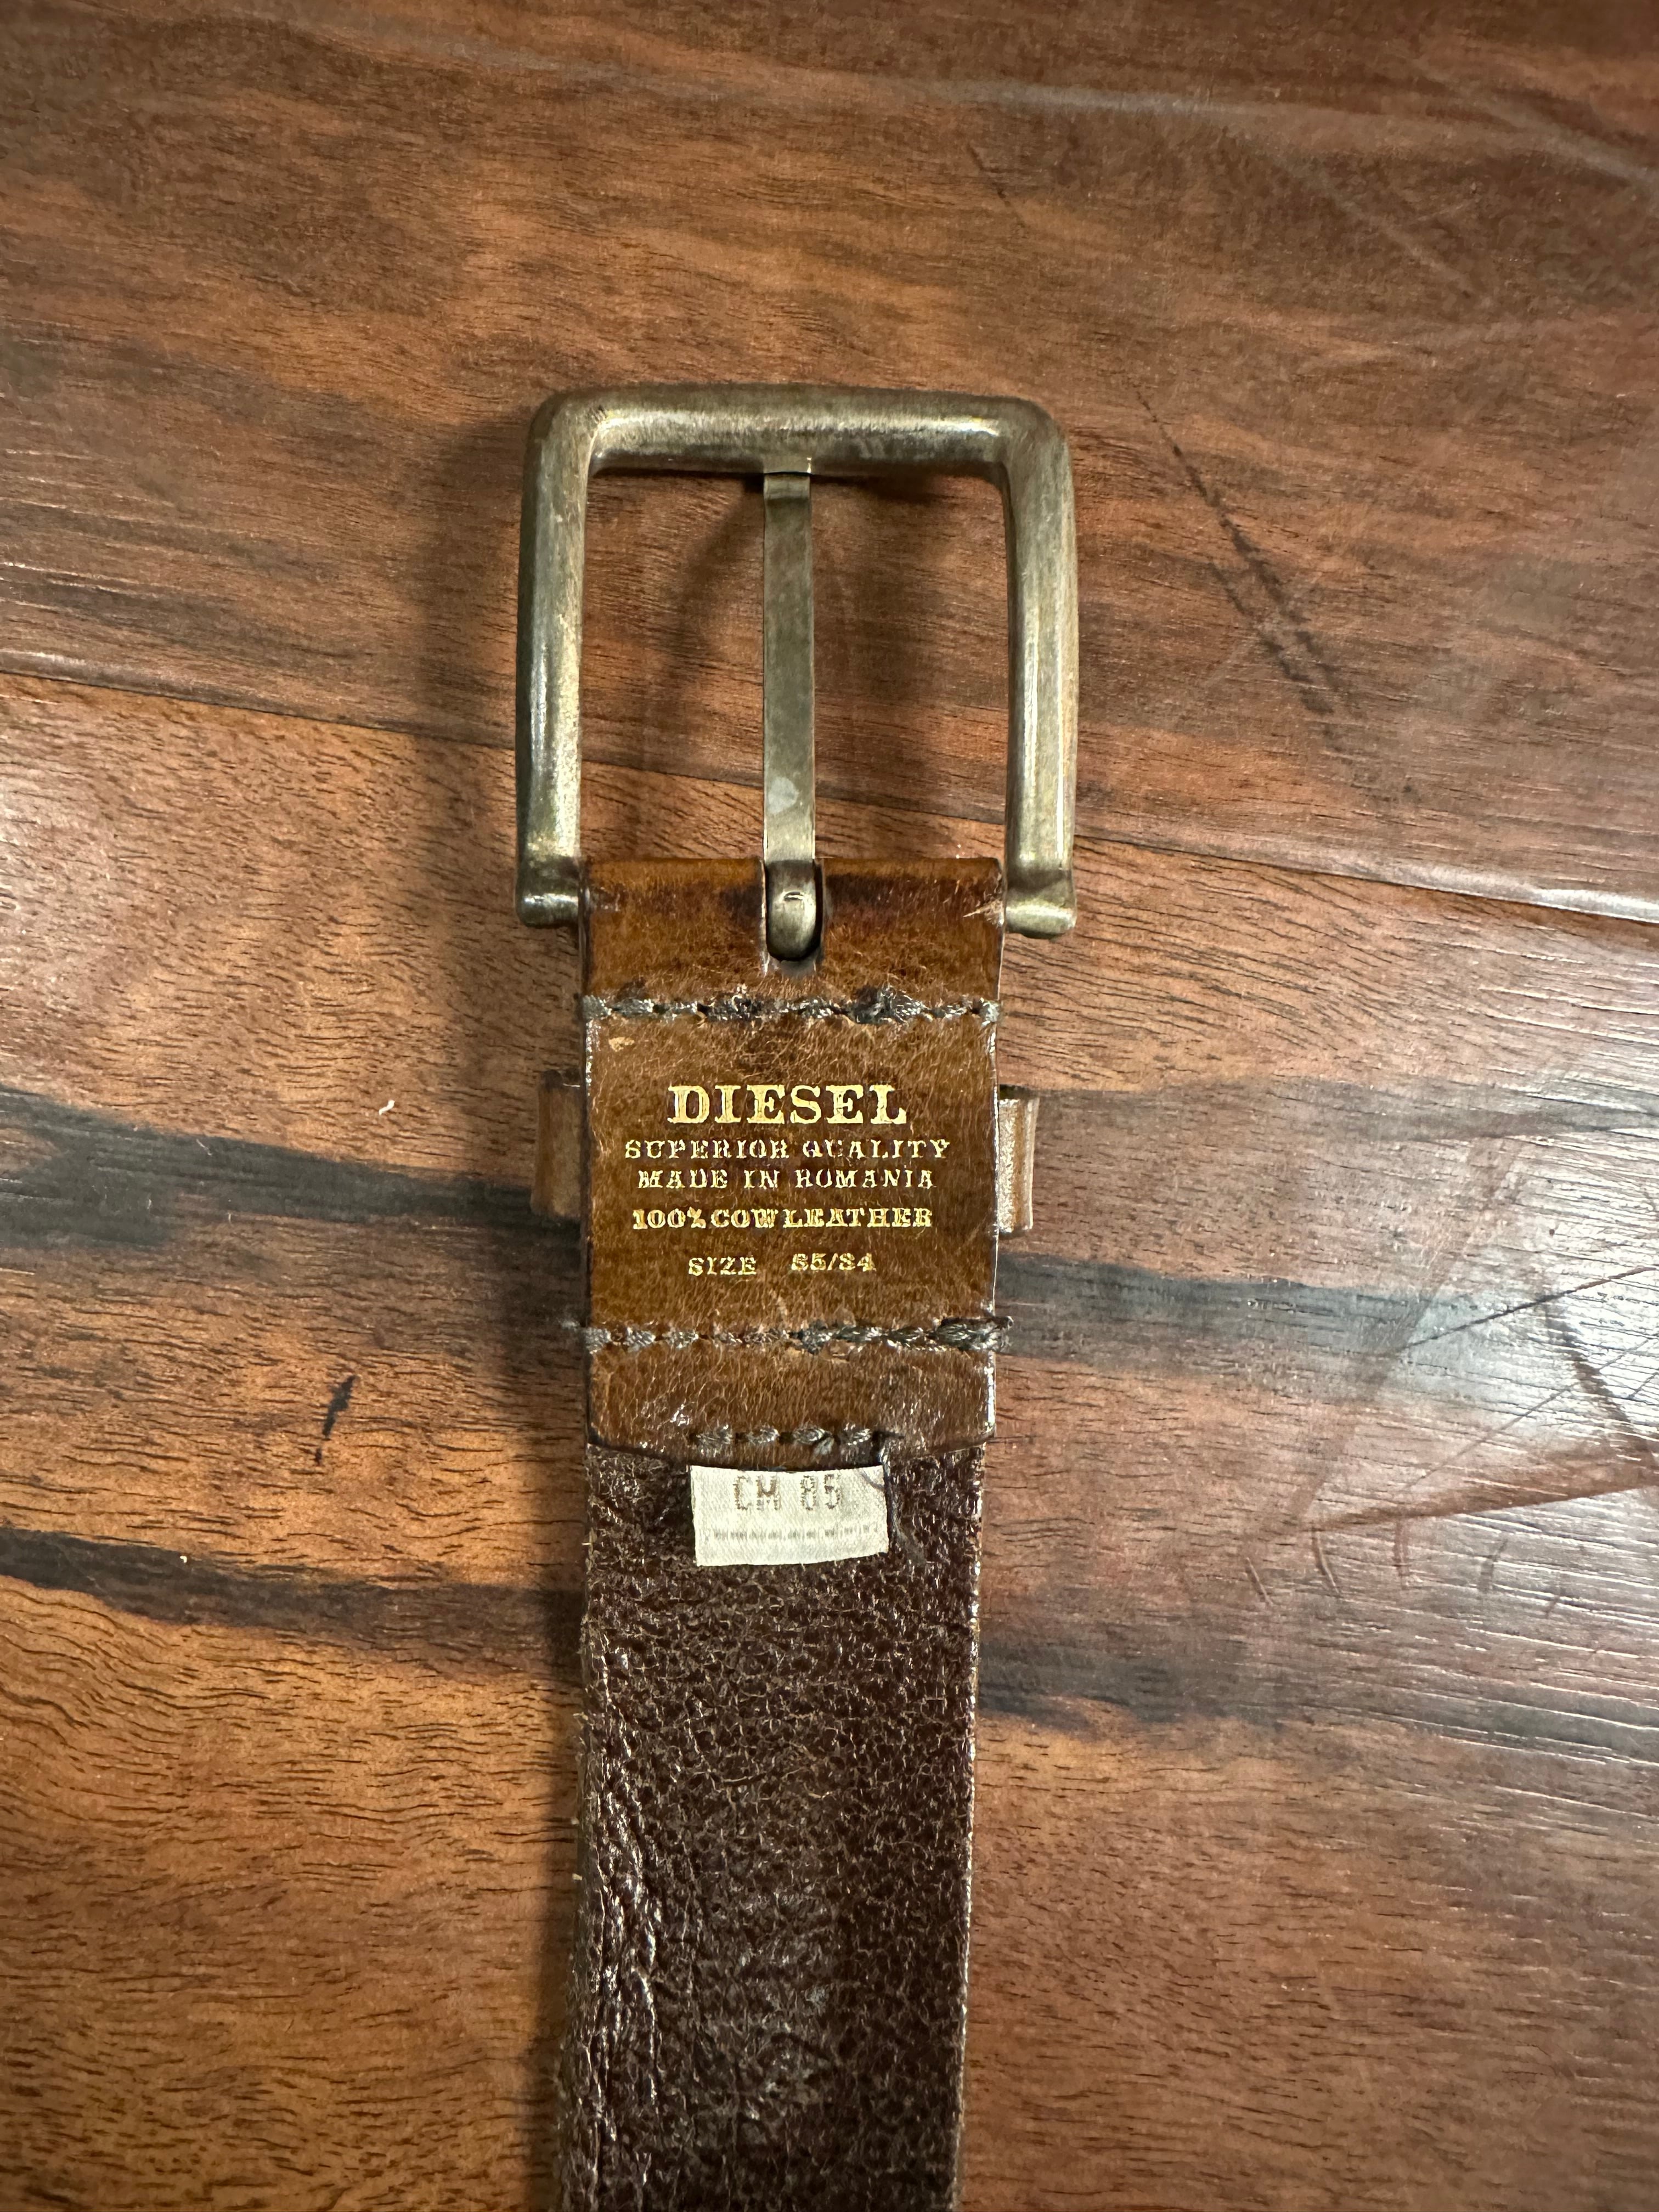 DIESEL
SUPERIOR QUALITY
MADE IN ROMANIA
100% COW LEATHER
SIZE 85/34
CM 85